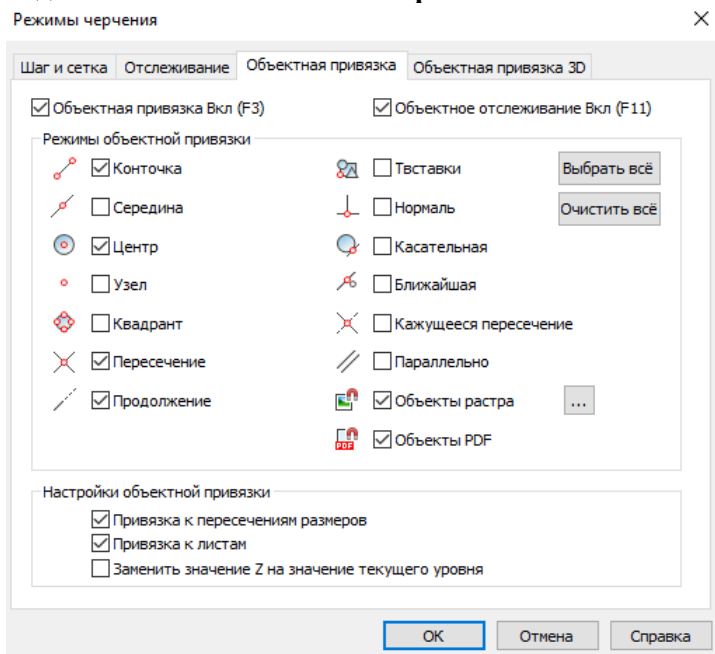 Режимы черчения
Шаг и сетка Отслеживание Объектная привязка Объектная привязка 3D
Объектная привязка Вкл (F3) Объектное отслеживание Вкл (F11)
Режимы объектной привязки
Конточка Твставки Выбрать всё
Середина Нормаль Очистить всё
Центр Касательная
Узел Ближайшая
Квадрант Кажущееся пересечение
Пересечение Параллельно
Продолжение Объекты растра ...
PDF Объекты PDF
Настройки объектной привязки
Привязка к пересечениям размеров
Привязка к листам
Заменить значение Z на значение текущего уровня
ОК Отмена Справка